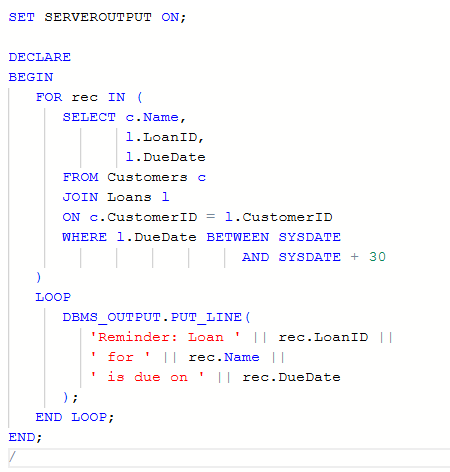 SET SERVEROUTPUT ON;

DECLARE
BEGIN
   FOR rec IN (
      SELECT c.Name,
             l.LoanID,
             l.DueDate
      FROM Customers c
      JOIN Loans l
      ON c.CustomerID = l.CustomerID
      WHERE l.DueDate BETWEEN SYSDATE
                          AND SYSDATE + 30
   )
   LOOP
      DBMS_OUTPUT.PUT_LINE(
         'Reminder: Loan ' || rec.LoanID ||
         ' for ' || rec.Name ||
         ' is due on ' || rec.DueDate
      );
   END LOOP;
END;
/